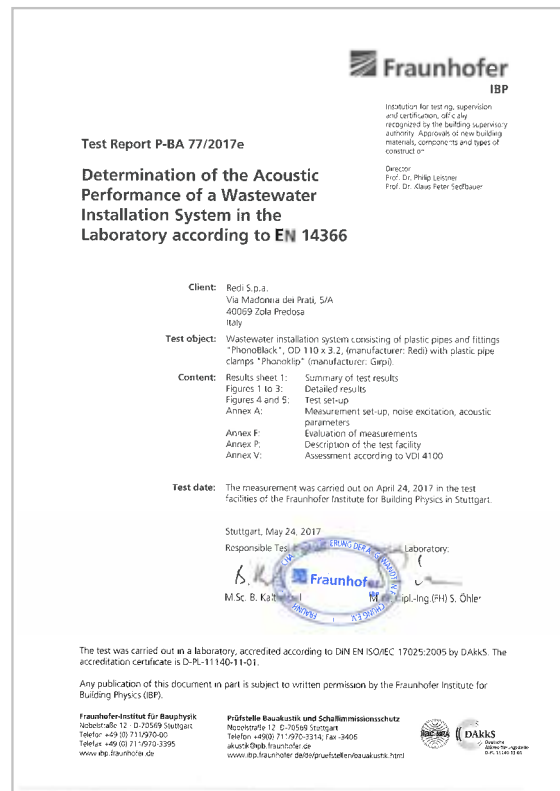 Fraunhofer
IBP
Institution for testing, supervision
and certification, officially
recognized by the building supervisory
authority. Approvals of new building
materials, components and types of
construction
Director
Prof. Dr. Philip Leistner
Prof. Dr. Klaus Peter Sedlbauer
Test Report P-BA 77/2017e
Determination of the Acoustic
Performance of a Wastewater
Installation System in the
Laboratory according to EN 14366
Client: Redi S.p.a.
Via Madonna dei Prati, 5/A
40069 Zola Predosa
Italy
Test object: Wastewater installation system consisting of plastic pipes and fittings
"PhonoBlack", OD 110 x 3.2, (manufacturer: Redi) with plastic pipe
clamps "Phonoklip" (manufacturer: Girpi).
Content: Results sheet 1: Summary of test results
Figures 1 to 3: Detailed results
Figures 4 and 5: Test set-up
Annex A: Measurement set-up, noise excitation, acoustic
parameters
Annex F: Evaluation of measurements
Annex P: Description of the test facility
Annex V: Assessment according to VDI 4100
Test date: The measurement was carried out on April 24, 2017 in the test
facilities of the Fraunhofer Institute for Building Physics in Stuttgart.
Stuttgart, May 24, 2017
Responsible Laboratory:
Fraunhofer
M.Sc. B. Dipl.-Ing.(FH) S. Öhler
The test was carried out in a laboratory, accredited according to DIN EN ISO/IEC 17025:2005 by DAkkS. The
accreditation certificate is D-PL-11140-11-01.
Any publication of this document in part is subject to written permission by the Fraunhofer Institute for
Building Physics (IBP).
Fraunhofer-Institut für Bauphysik
Nobelstraße 12 · D-70569 Stuttgart
Telefon +49 (0) 711/970-00
Telefax +49 (0) 711/970-3395
www.ibp.fraunhofer.de
Prüfstelle Bauakustik und Schallimmissionsschutz
Nobelstraße 12 · D-70569 Stuttgart
Telefon +49(0) 711/970-3314; Fax -3406
akustik@ipb.fraunhofer.de
www.ibp.fraunhofer.de/de/pruefstellen/bauakustik.html
DAkkS
Deutsche
Akkreditierungsstelle
D-PL-11140-11-01